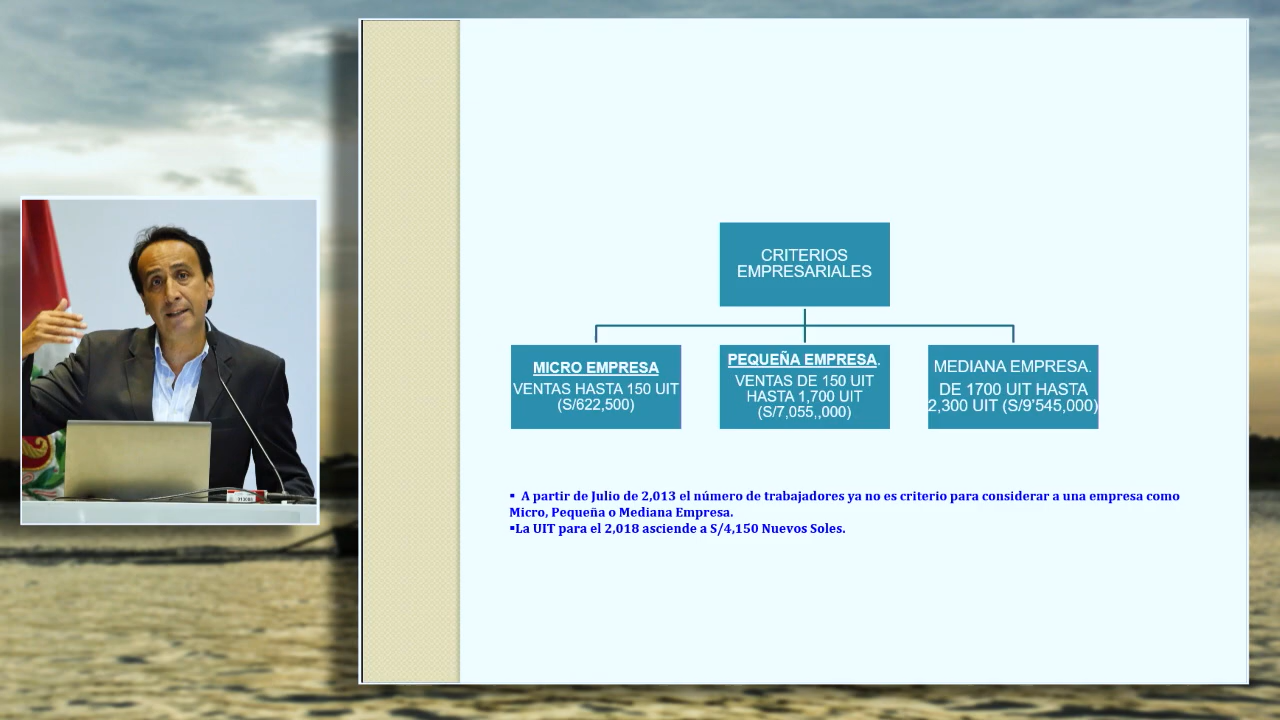 CRITERIOS
EMPRESARIALES
MICRO EMPRESA
VENTAS HASTA 150 UIT
(S/622,500)
PEQUEÑA EMPRESA.
VENTAS DE 150 UIT
HASTA 1,700 UIT
(S/7,055,,000)
MEDIANA EMPRESA.
DE 1700 UIT HASTA
2,300 UIT (S/9'545,000)
▪ A partir de Julio de 2,013 el número de trabajadores ya no es criterio para considerar a una empresa como
Micro, Pequeña o Mediana Empresa.
▪La UIT para el 2,018 asciende a S/4,150 Nuevos Soles.